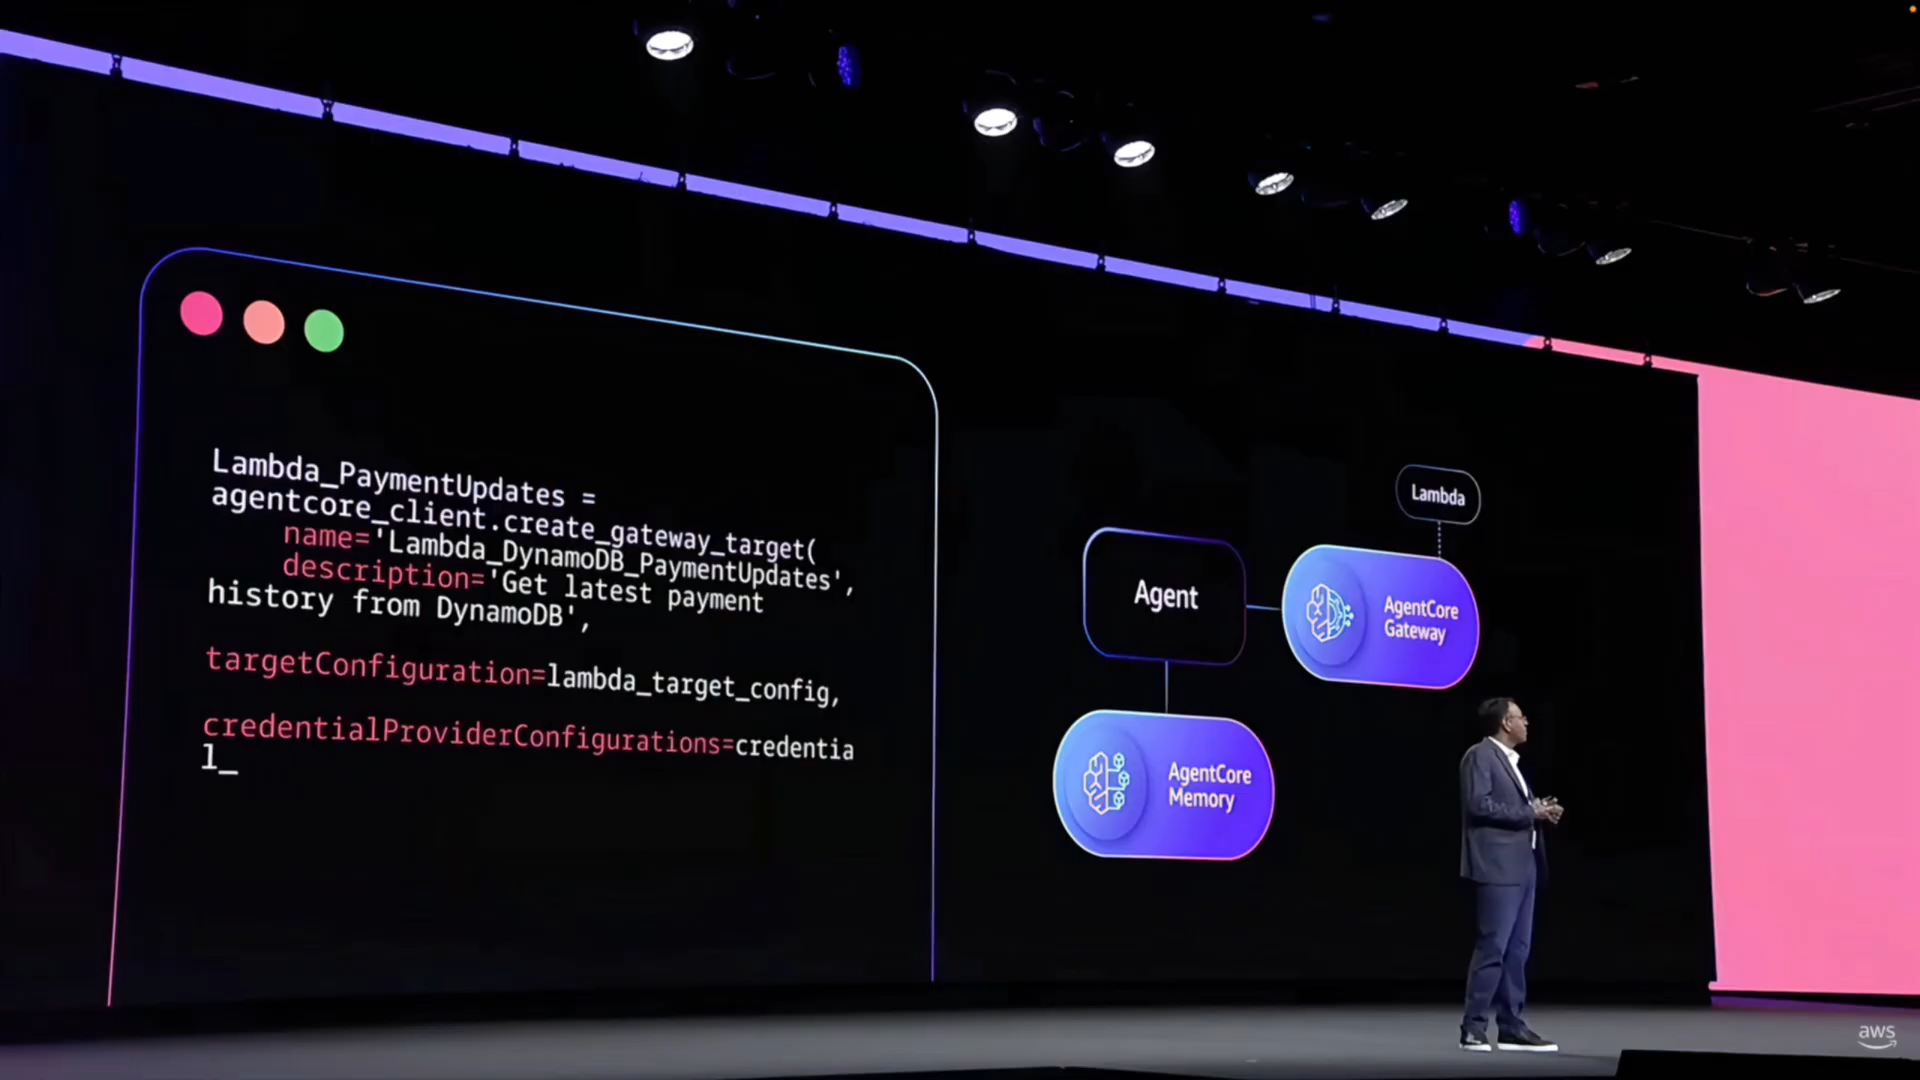 Lambda_PaymentUpdates =
agentcore_client.create_gateway_target(
name='Lambda_DynamoDB_PaymentUpdates',
description='Get latest payment
history from DynamoDB',
targetConfiguration=lambda_target_config,
credentialProviderConfigurations=credentia
l_
Lambda
Agent
AgentCore
Gateway
AgentCore
Memory
aws